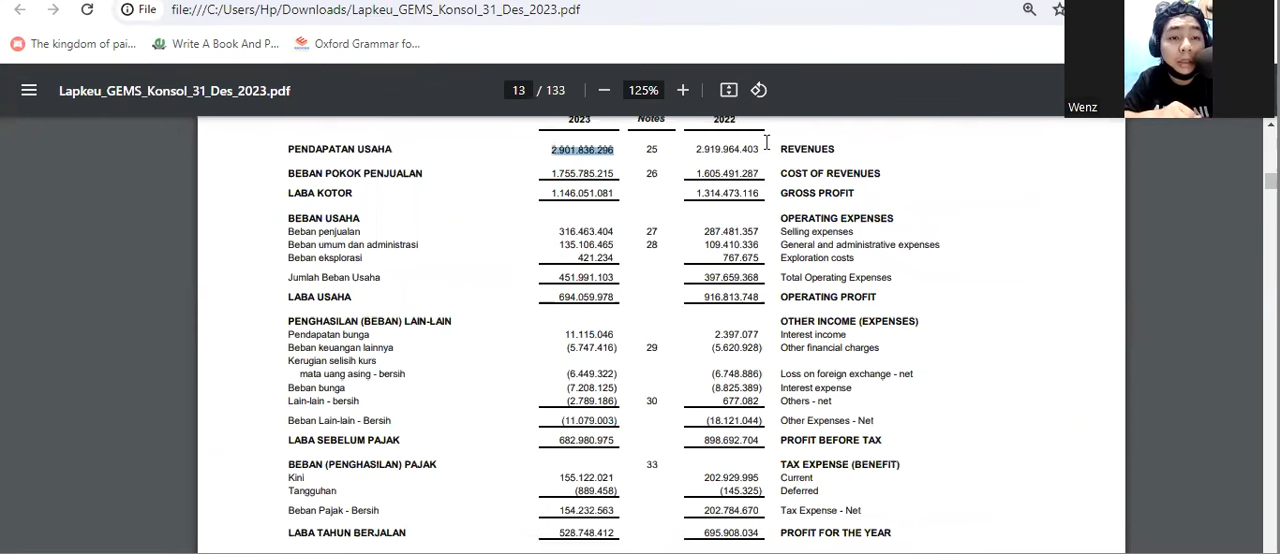 File file:///C:/Users/Hp/Downloads/Lapkeu_GEMS_Konsol_31_Des_2023.pdf
The kingdom of pai... Write A Book And P... Oxford Grammar fo...
Lapkeu_GEMS_Konsol_31_Des_2023.pdf 13 / 133 125%
Wenz
2023 Notes 2022
PENDAPATAN USAHA 2.901.836.296 25 2.919.964.403 REVENUES
BEBAN POKOK PENJUALAN 1.755.785.215 26 1.605.491.287 COST OF REVENUES
LABA KOTOR 1.146.051.081 1.314.473.116 GROSS PROFIT
BEBAN USAHA OPERATING EXPENSES
Beban penjualan 316.463.404 27 287.481.357 Selling expenses
Beban umum dan administrasi 135.106.465 28 109.410.336 General and administrative expenses
Beban eksplorasi 421.234 767.675 Exploration costs
Jumlah Beban Usaha 451.991.103 397.659.368 Total Operating Expenses
LABA USAHA 694.059.978 916.813.748 OPERATING PROFIT
PENGHASILAN (BEBAN) LAIN-LAIN OTHER INCOME (EXPENSES)
Pendapatan bunga 11.115.046 2.397.077 Interest income
Beban keuangan lainnya (5.747.416) 29 (5.620.928) Other financial charges
Kerugian selisih kurs
mata uang asing - bersih (6.449.322) (6.748.886) Loss on foreign exchange - net
Beban bunga (7.208.125) (8.825.389) Interest expense
Lain-lain - bersih (2.789.186) 30 677.082 Others - net
Beban Lain-lain - Bersih (11.079.003) (18.121.044) Other Expenses - Net
LABA SEBELUM PAJAK 682.980.975 898.692.704 PROFIT BEFORE TAX
BEBAN (PENGHASILAN) PAJAK 33 TAX EXPENSE (BENEFIT)
Kini 155.122.021 202.929.995 Current
Tangguhan (889.458) (145.325) Deferred
Beban Pajak - Bersih 154.232.563 202.784.670 Tax Expense - Net
LABA TAHUN BERJALAN 528.748.412 695.908.034 PROFIT FOR THE YEAR